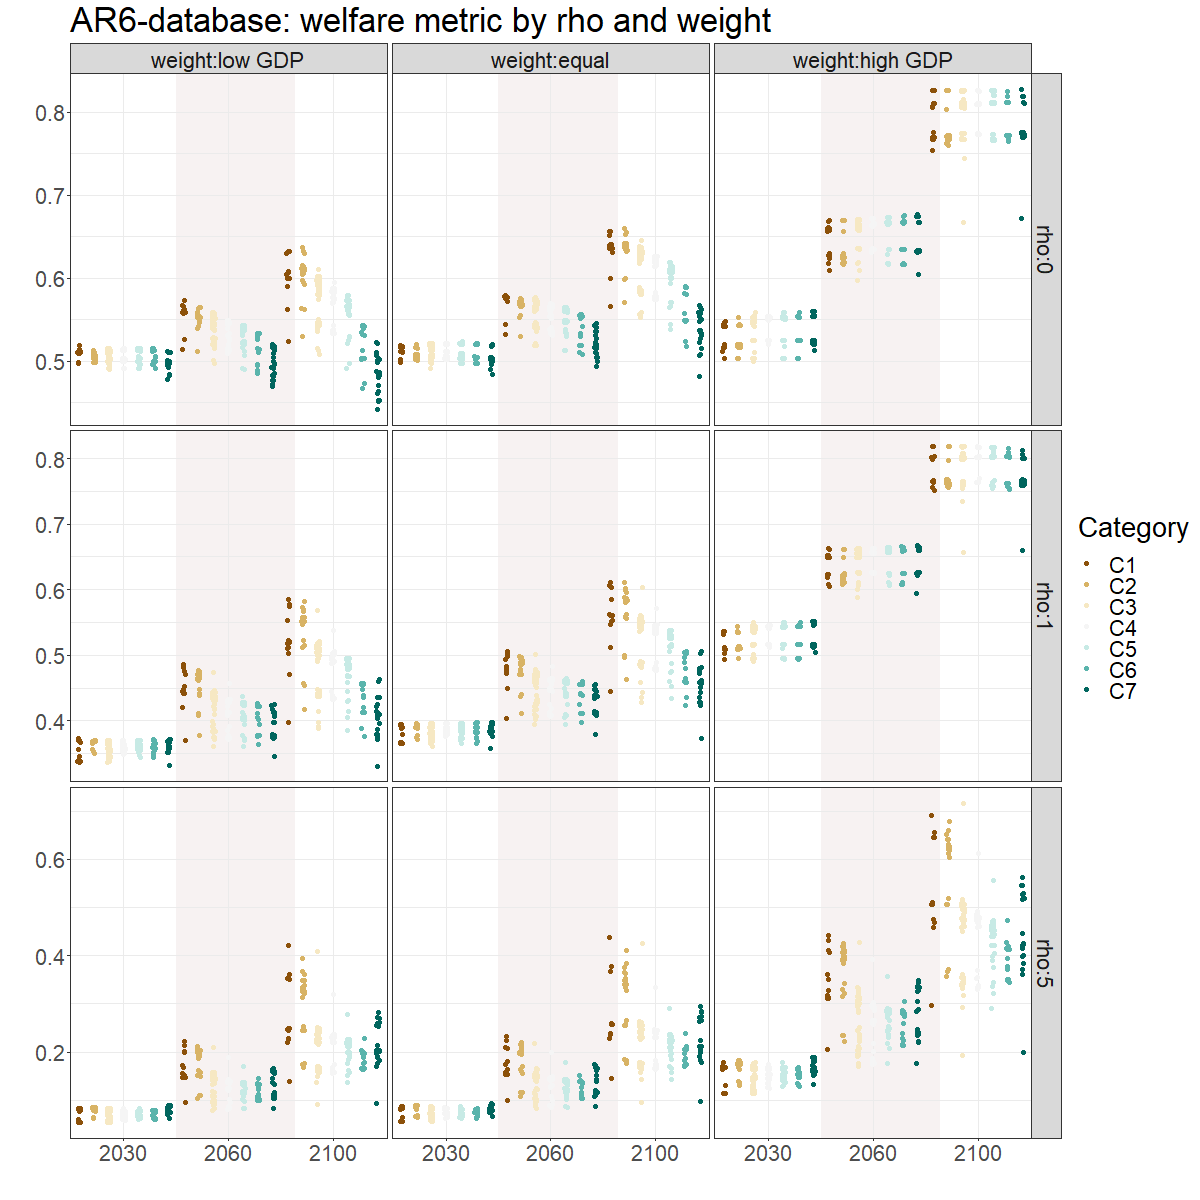 AR6-database: welfare metric by rho and weight
weight:low GDP
weight:equal
weight:high GDP
0.8
0.7
0.6
0.5
rho:0
0.8
0.7
0.6
0.5
0.4
rho:1
0.6
0.4
0.2
rho:5
2030
2060
2100
2030
2060
2100
2030
2060
2100
Category
C1
C2
C3
C4
C5
C6
C7